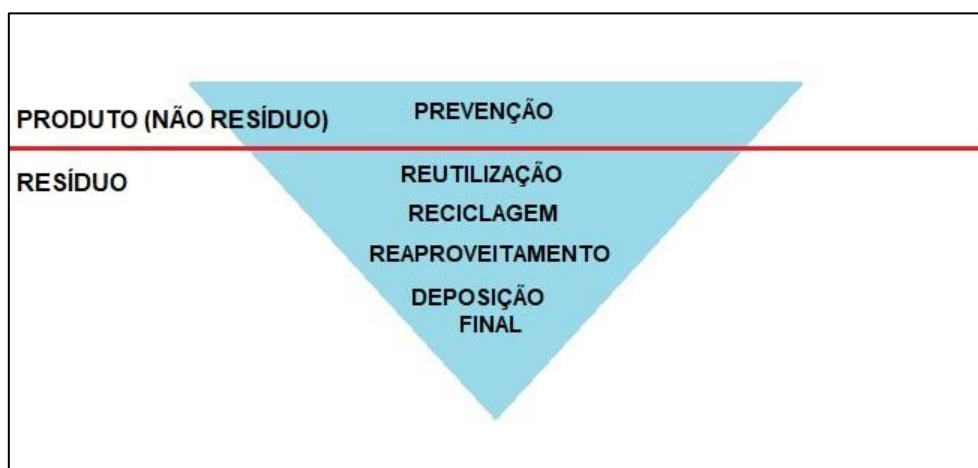 PRODUTO (NÃO RESÍDUO)
PREVENÇÃO
RESÍDUO
REUTILIZAÇÃO
RECICLAGEM
REAPROVEITAMENTO
DEPOSIÇÃO
FINAL